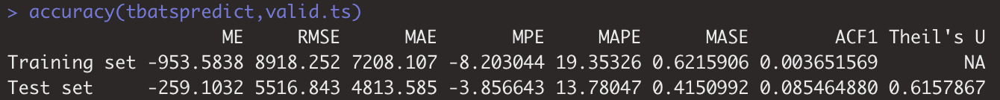 > accuracy(tbatspredict,valid.ts)
ME RMSE MAE MPE MAPE MASE ACF1 Theil's U
Training set -953.5838 8918.252 7208.107 -8.203044 19.35326 0.6215906 0.003651569 NA
Test set -259.1032 5516.843 4813.585 -3.856643 13.78047 0.4150992 0.085464880 0.6157867